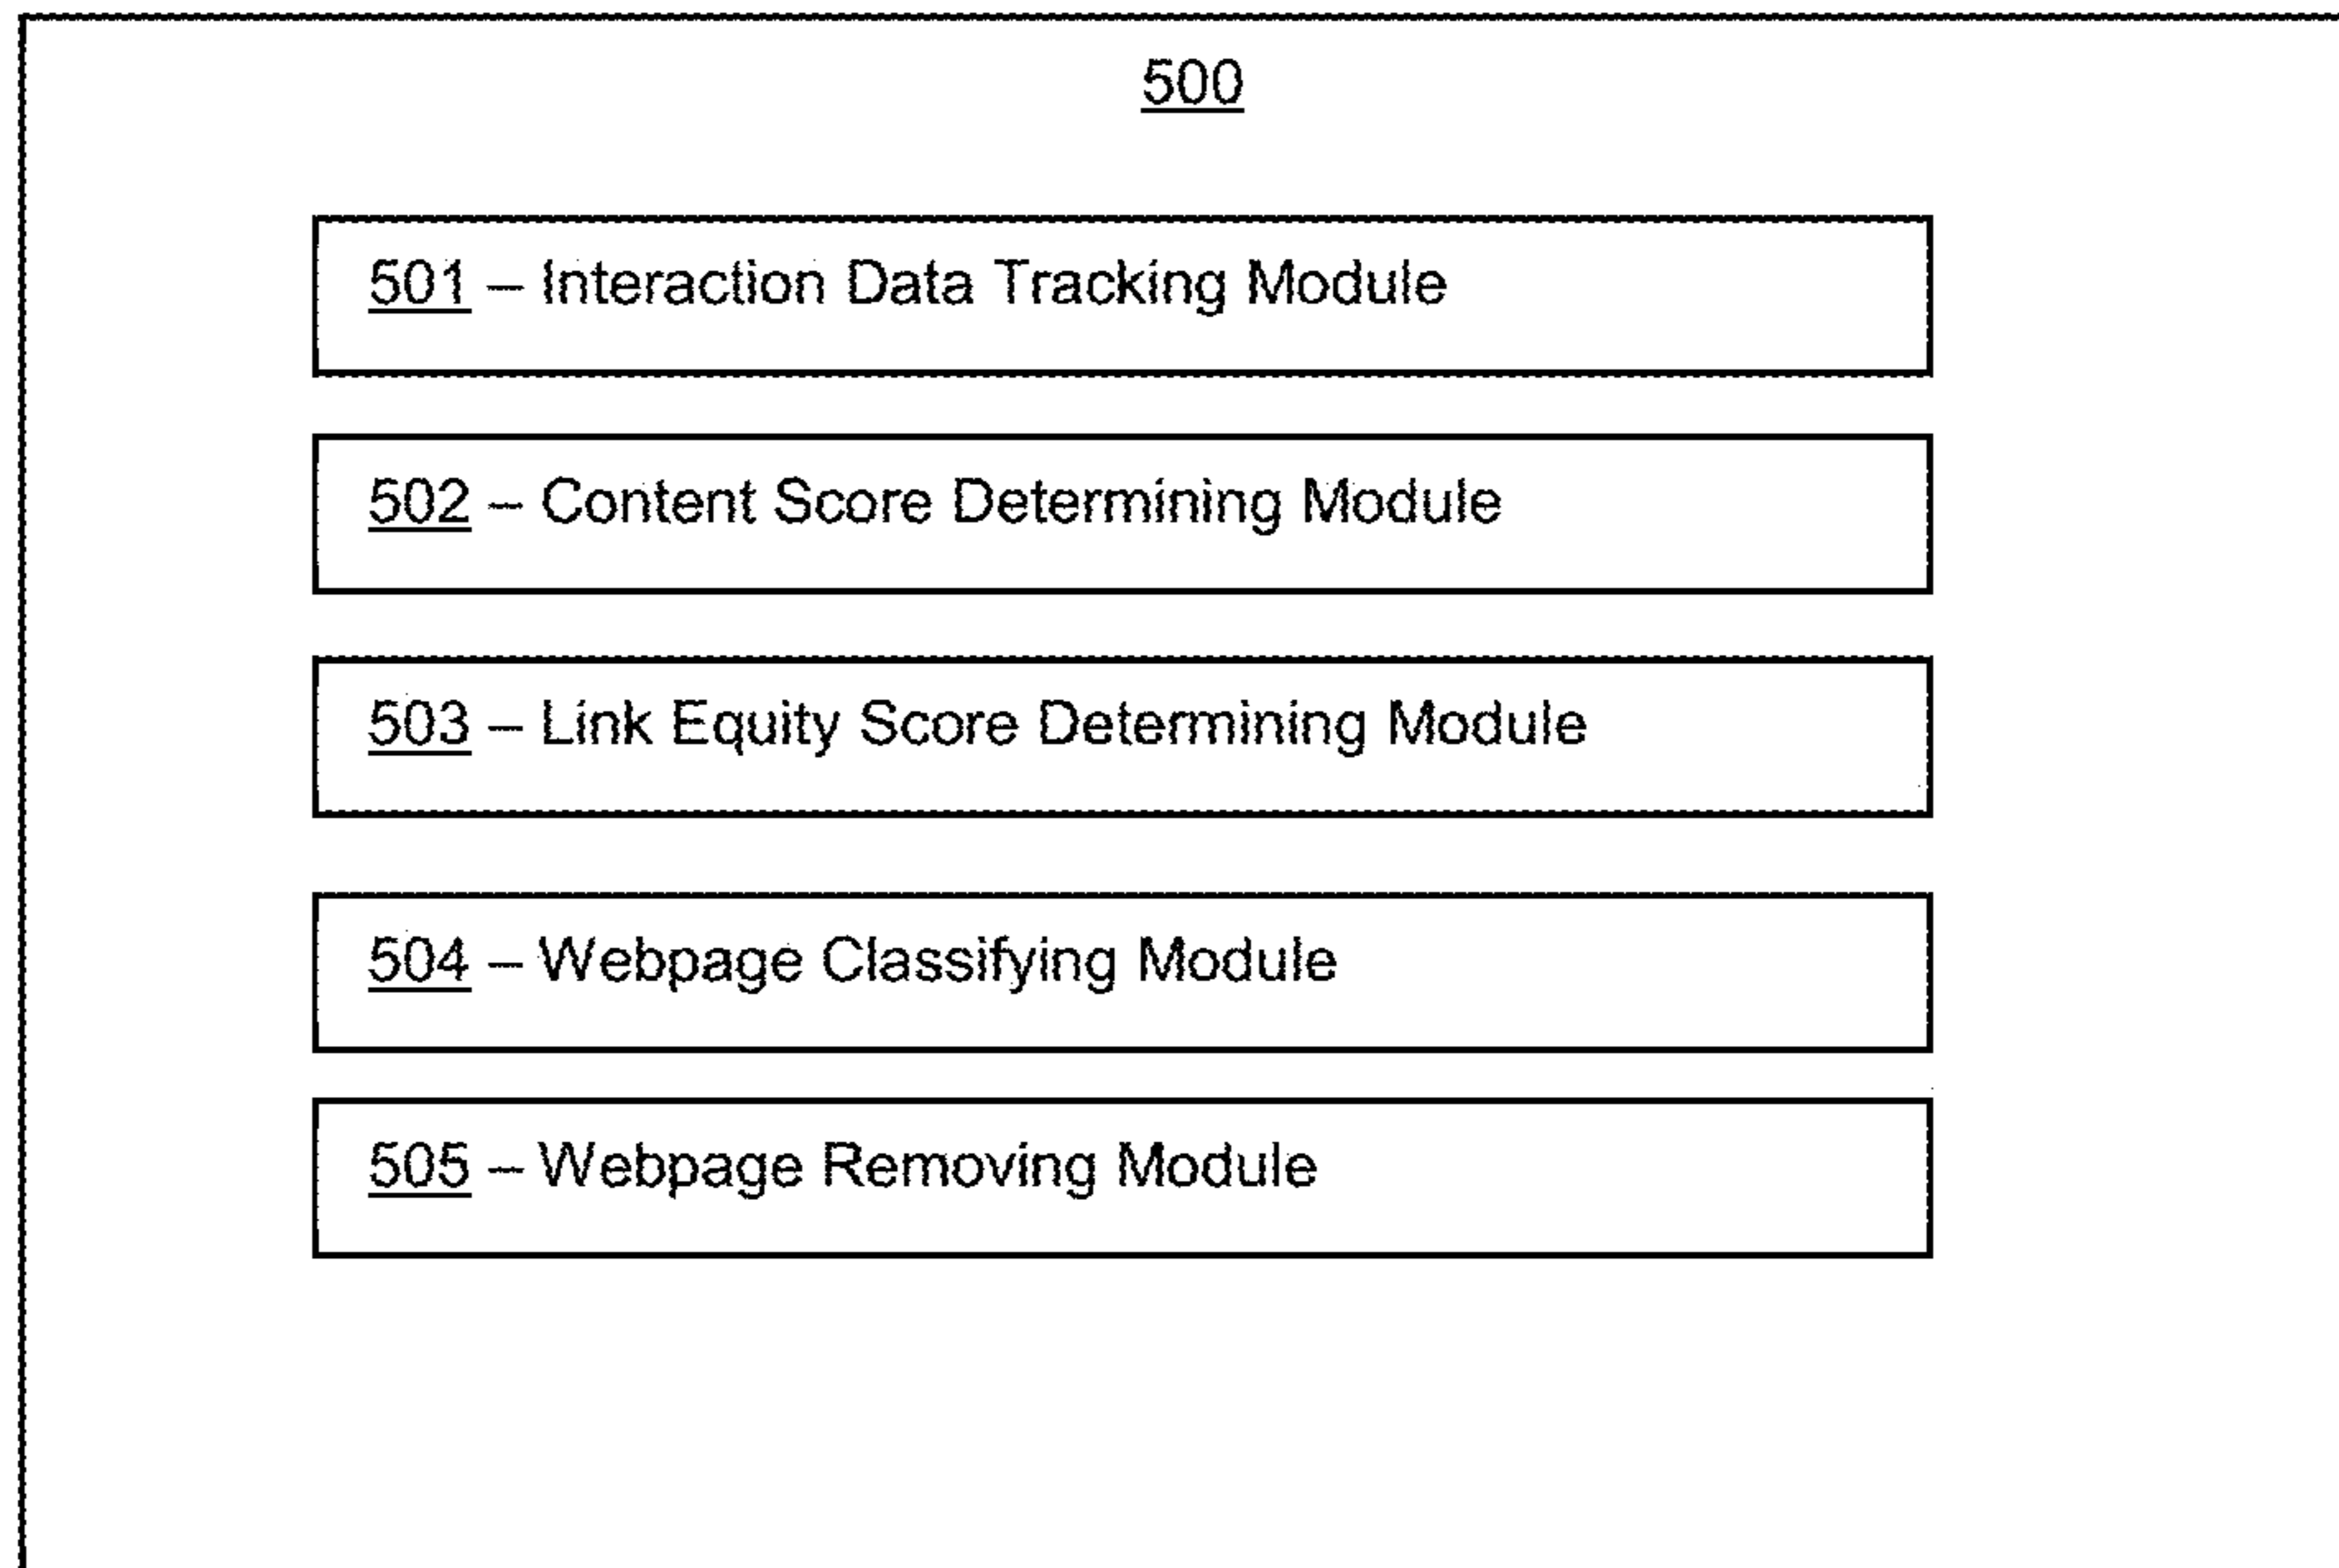 500
501 – Interaction Data Tracking Module
502 – Content Score Determining Module
503 – Link Equity Score Determining Module
504 – Webpage Classifying Module
505 – Webpage Removing Module